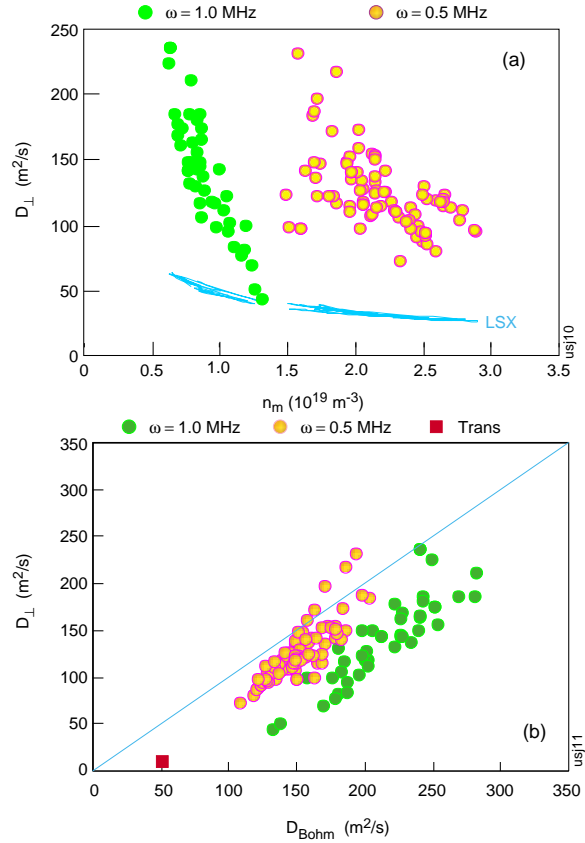 ω = 1.0 MHz ω = 0.5 MHz
250
200
150
100
50
0
D⊥ (m²/s)
(a)
LSX
usj10
0 0.5 1.0 1.5 2.0 2.5 3.0 3.5
nm (10¹⁹ m⁻³)
ω = 1.0 MHz ω = 0.5 MHz Trans
350
300
250
200
150
100
50
0
D⊥ (m²/s)
(b)
usj11
0 50 100 150 200 250 300 350
DBohm (m²/s)